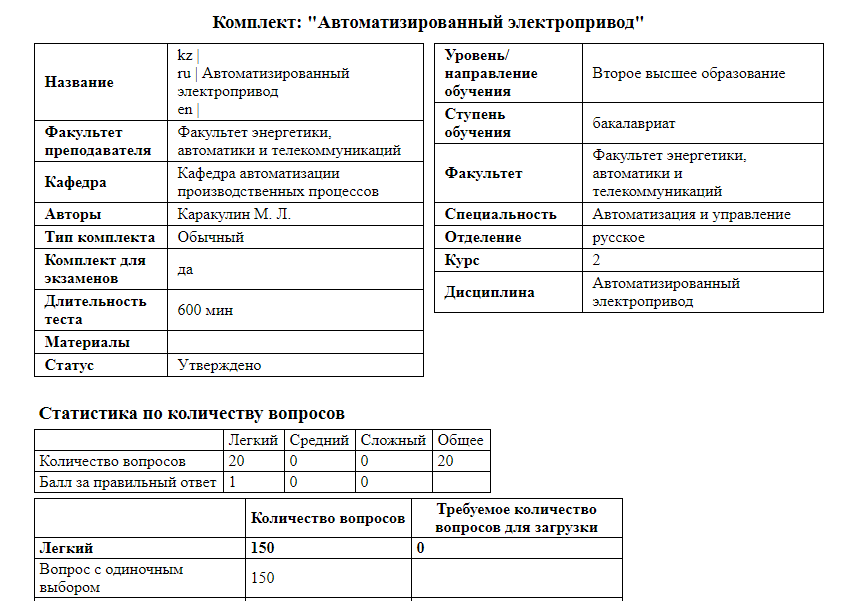 Комплект: "Автоматизированный электропривод"
Название
kz |
ru | Автоматизированный
электропривод
en |
Факультет
преподавателя
Факультет энергетики,
автоматики и телекоммуникаций
Кафедра
Кафедра автоматизации
производственных процессов
Авторы
Каракулин М. Л.
Тип комплекта
Обычный
Комплект для
экзаменов
да
Длительность
теста
600 мин
Материалы
Статус
Утверждено
Уровень/
направление
обучения
Второе высшее образование
Ступень
обучения
бакалавриат
Факультет
Факультет энергетики,
автоматики и
телекоммуникаций
Специальность
Автоматизация и управление
Отделение
русское
Курс
2
Дисциплина
Автоматизированный
электропривод
Статистика по количеству вопросов
Легкий Средний Сложный Общее
Количество вопросов 20 0 0 20
Балл за правильный ответ 1 0 0
Количество вопросов
Требуемое количество
вопросов для загрузки
Легкий 150 0
Вопрос с одиночным
выбором
150